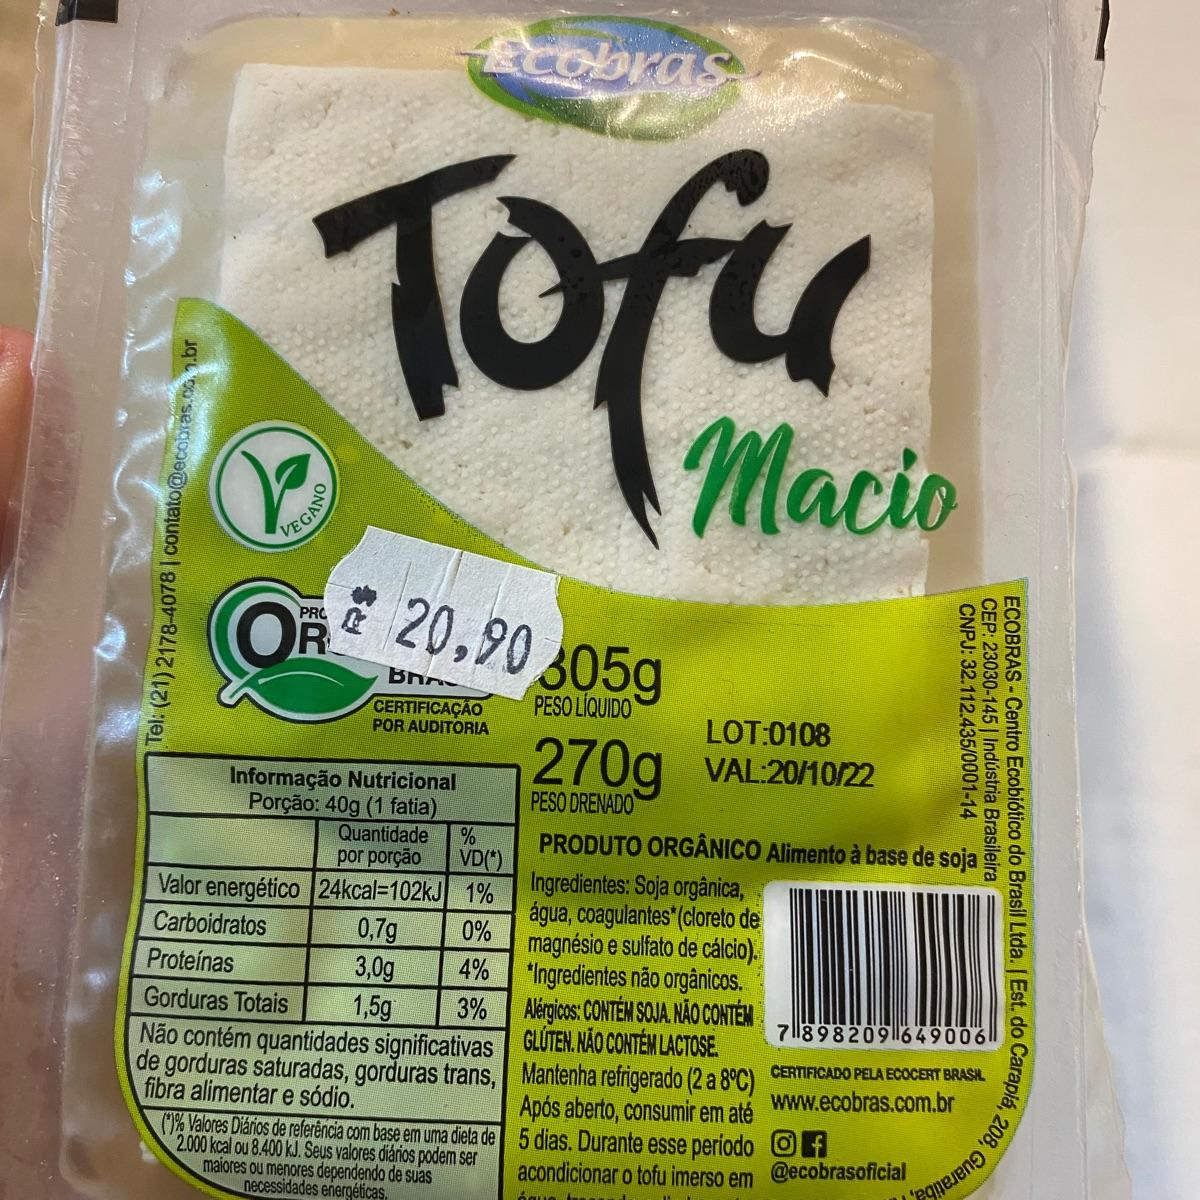 Ecobras
Tofu
Macio
VEGANO
Tel: (21) 2178-4078 | contato@ecobras.com.br
R$ 20,90
CERTIFICAÇÃO
POR AUDITORIA
305g
PESO LÍQUIDO
270g
PESO DRENADO
LOT:0108
VAL:20/10/22
ECOBRAS - Centro Ecobiótico do Brasil Ltda. | Est. do Carapiá, 208, Guaratiba,
CEP: 23030-145 | Indústria Brasileira
CNPJ: 32.112.435/0001-14
Informação Nutricional
Porção: 40g (1 fatia)
Quantidade por porção % VD(*)
Valor energético 24kcal=102kJ 1%
Carboidratos 0,7g 0%
Proteínas 3,0g 4%
Gorduras Totais 1,5g 3%
Não contém quantidades significativas
de gorduras saturadas, gorduras trans,
fibra alimentar e sódio.
(*)% Valores Diários de referência com base em uma dieta de
2.000 kcal ou 8.400 kJ. Seus valores diários podem ser
maiores ou menores dependendo de suas
necessidades energéticas.
PRODUTO ORGÂNICO Alimento à base de soja
Ingredientes: Soja orgânica,
água, coagulantes*(cloreto de
magnésio e sulfato de cálcio).
*Ingredientes não orgânicos.
Alérgicos: CONTÉM SOJA. NÃO CONTÉM
GLÚTEN. NÃO CONTÉM LACTOSE.
Mantenha refrigerado (2 a 8ºC)
Após aberto, consumir em até
5 dias. Durante esse período
acondicionar o tofu imerso em
7 898209 649006
CERTIFICADO PELA ECOCERT BRASIL
www.ecobras.com.br
@ecobrasoficial